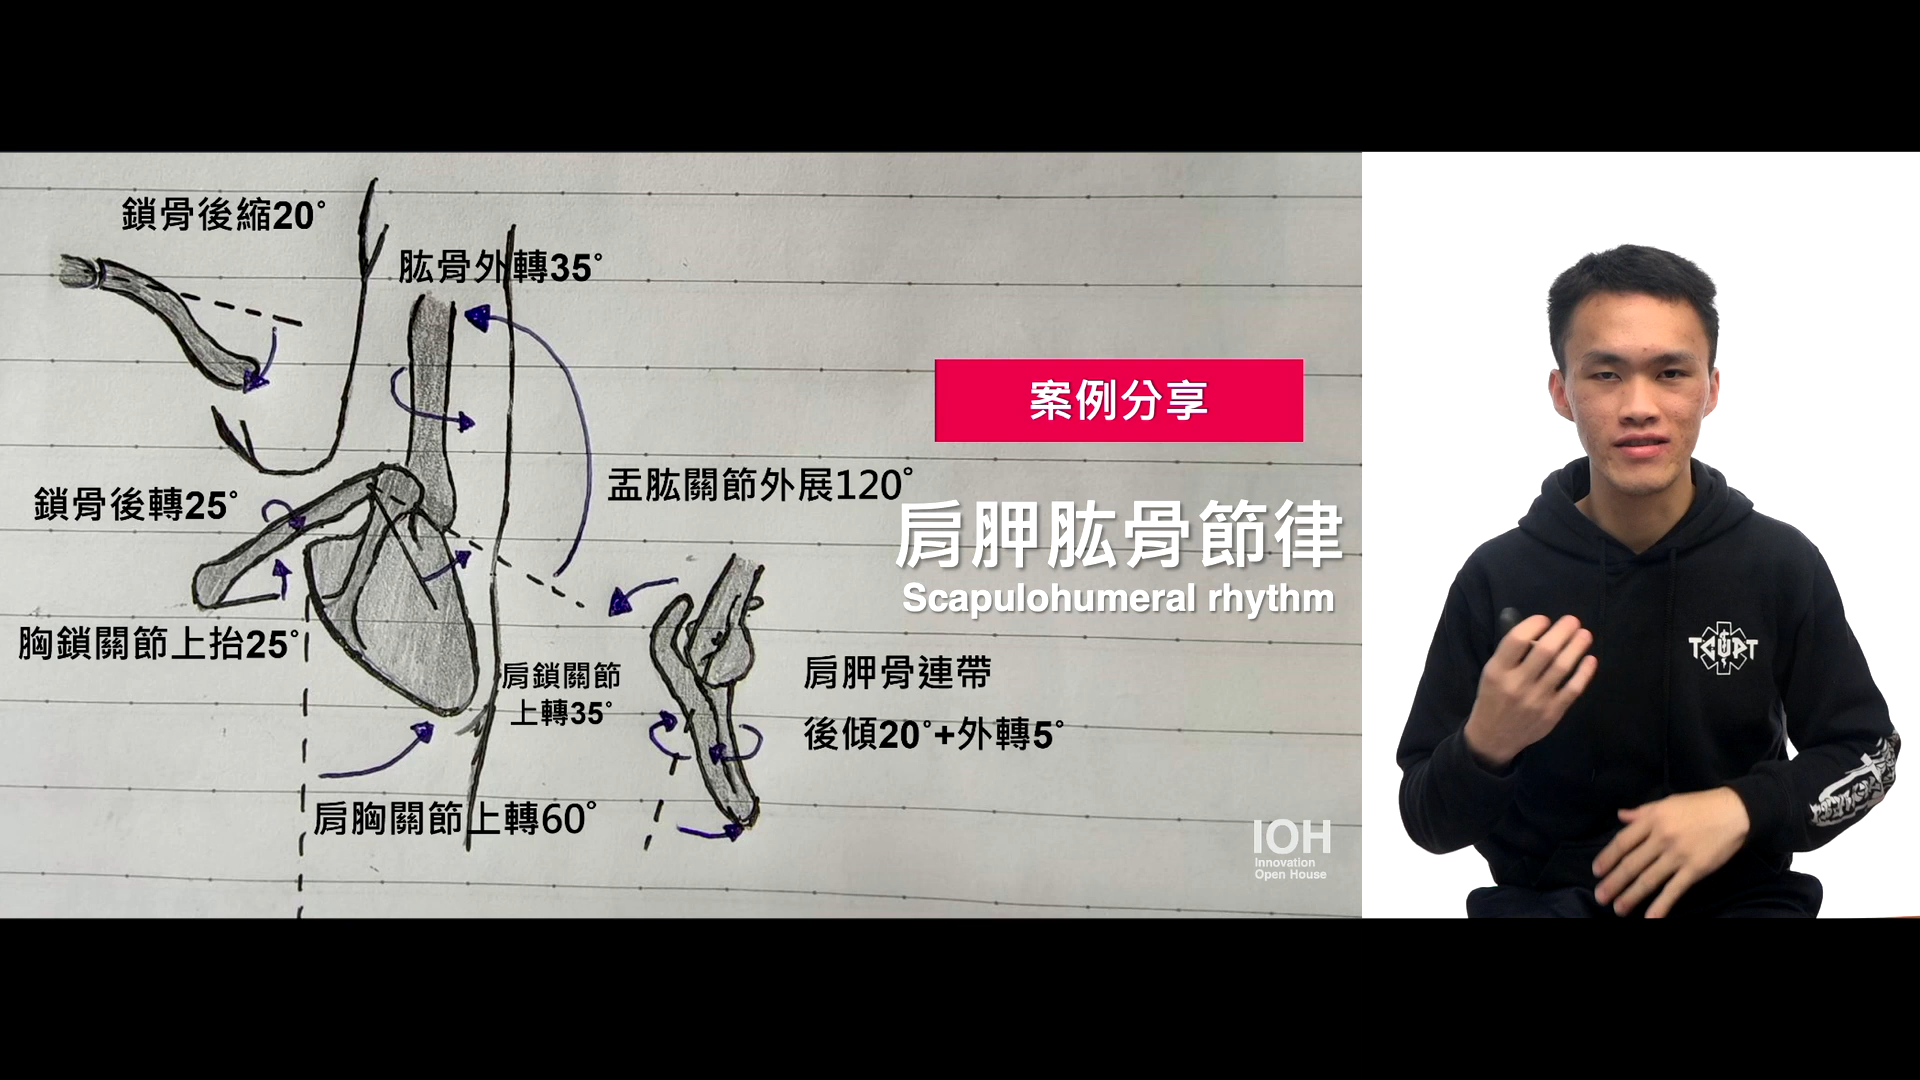 鎖骨後縮20°
肱骨外轉35°
案例分享
盂肱關節外展120°
鎖骨後轉25°
肩胛肱骨節律
Scapulohumeral rhythm
胸鎖關節上抬25°
肩鎖關節
上轉35°
肩胛骨連帶
後傾20°+外轉5°
肩胸關節上轉60°
IOH
Innovation
Open House
TCUPT